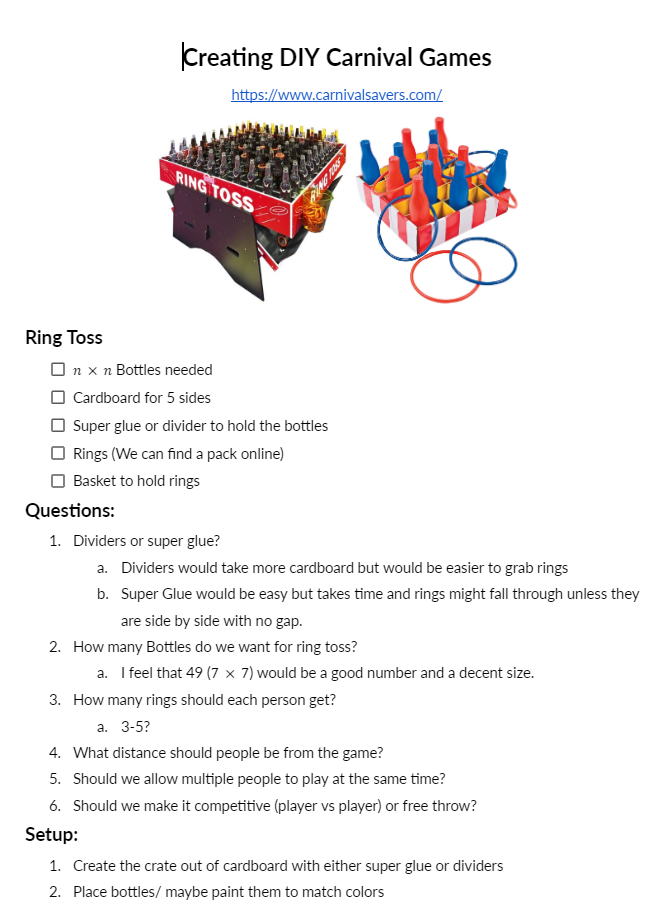 Creating DIY Carnival Games
https://www.carnivalsavers.com/
RING TOSS
RING TOSS
Ring Toss
n × n Bottles needed
Cardboard for 5 sides
Super glue or divider to hold the bottles
Rings (We can find a pack online)
Basket to hold rings
Questions:
1. Dividers or super glue?
a. Dividers would take more cardboard but would be easier to grab rings
b. Super Glue would be easy but takes time and rings might fall through unless they
are side by side with no gap.
2. How many Bottles do we want for ring toss?
a. I feel that 49 (7 × 7) would be a good number and a decent size.
3. How many rings should each person get?
a. 3-5?
4. What distance should people be from the game?
5. Should we allow multiple people to play at the same time?
6. Should we make it competitive (player vs player) or free throw?
Setup:
1. Create the crate out of cardboard with either super glue or dividers
2. Place bottles/ maybe paint them to match colors